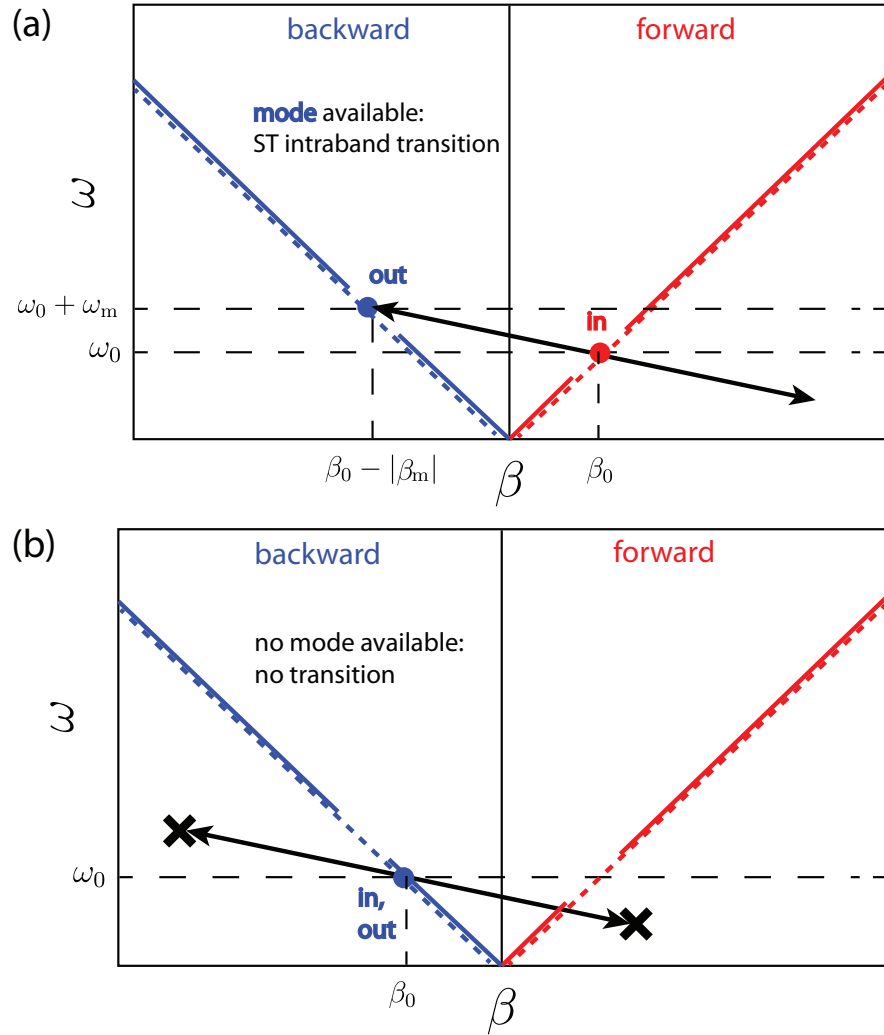 (a)
backward
forward
mode available:
ST intraband transition
ω
out
in
ω₀ + ωₘ
ω₀
β₀ − |βₘ|
β
β₀
(b)
backward
forward
no mode available:
no transition
ω
ω₀
in,
out
β₀
β